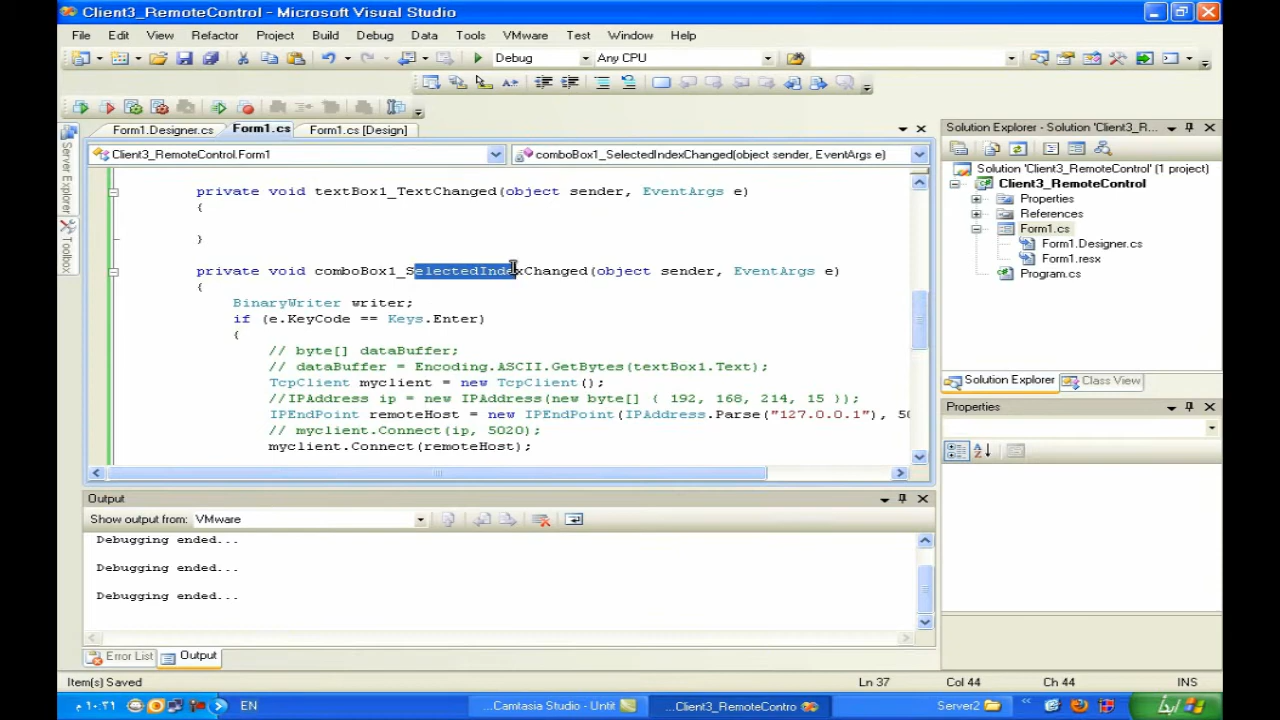 Client3_RemoteControl - Microsoft Visual Studio
File Edit View Refactor Project Build Debug Data Tools VMware Test Window Help
Debug Any CPU
Form1.Designer.cs Form1.cs Form1.cs [Design]
Client3_RemoteControl.Form1 comboBox1_SelectedIndexChanged(object sender, EventArgs e)
Server Explorer
Toolbox
private void textBox1_TextChanged(object sender, EventArgs e)
{
}
private void comboBox1_SelectedIndexChanged(object sender, EventArgs e)
{
BinaryWriter writer;
if (e.KeyCode == Keys.Enter)
{
// byte[] dataBuffer;
// dataBuffer = Encoding.ASCII.GetBytes(textBox1.Text);
TcpClient myclient = new TcpClient();
//IPAddress ip = new IPAddress(new byte[] { 192, 168, 214, 15 });
IPEndPoint remoteHost = new IPEndPoint(IPAddress.Parse("127.0.0.1"), 50
// myclient.Connect(ip, 5020);
myclient.Connect(remoteHost);
Solution Explorer - Solution 'Client3_R...
Solution 'Client3_RemoteControl' (1 project)
Client3_RemoteControl
Properties
References
Form1.cs
Form1.Designer.cs
Form1.resx
Program.cs
Solution Explorer Class View
Properties
Output
Show output from: VMware
Debugging ended...
Debugging ended...
Debugging ended...
Error List Output
Item(s) Saved Ln 37 Col 44 Ch 44 INS
١٠:٢٦ م EN ...Camtasia Studio - Untit ...Client3_RemoteContro Server2 ابدأ